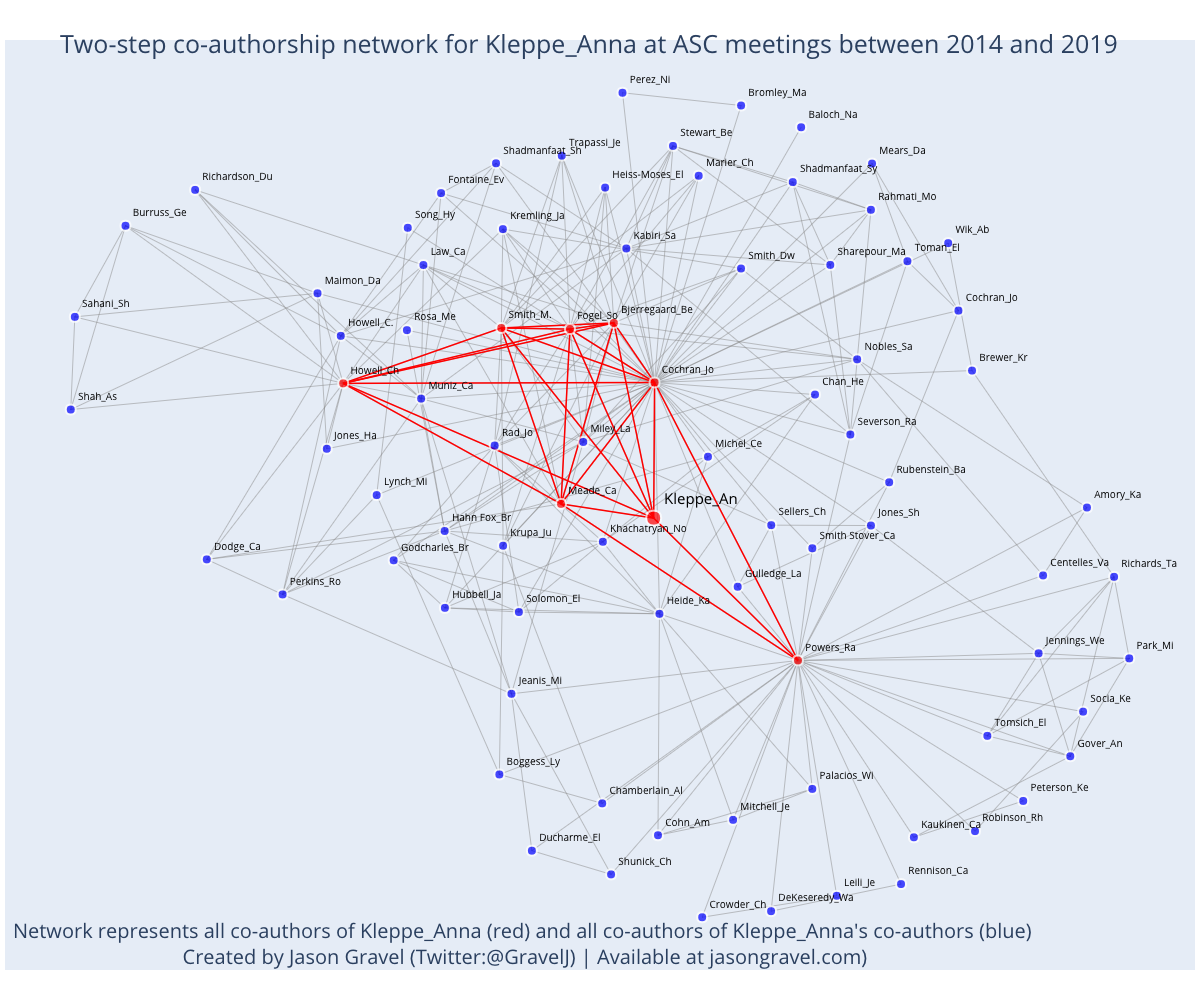 Two-step co-authorship network for Kleppe_Anna at ASC meetings between 2014 and 2019
Perez_Ni
Bromley_Ma
Baloch_Na
Stewart_Be
Trapassi_Je
Shadmanfaat_Sh
Marier_Ch
Mears_Da
Shadmanfaat_Sy
Heiss-Moses_El
Richardson_Du
Fontaine_Ev
Rahmati_Mo
Burruss_Ge
Song_Hy
Kremling_Ja
Kabiri_Sa
Wik_Ab
Law_Ca
Smith_Dw
Sharepour_Ma
Toman_El
Maimon_Da
Cochran_Jo
Sahani_Sh
Howell_C.
Rosa_Me
Smith_M.
Fogel_So
Bjerregaard_Be
Nobles_Sa
Howell_Ch
Cochran_Jo
Brewer_Kr
Muniz_Ca
Chan_He
Shah_As
Severson_Ra
Jones_Ha
Rad_Jo
Miley_La
Michel_Ce
Rubenstein_Ba
Lynch_Mi
Meade_Ca
Kleppe_An
Amory_Ka
Hahn Fox_Br
Krupa_Ju
Khachatryan_No
Sellers_Ch
Jones_Sh
Smith Stover_Ca
Dodge_Ca
Godcharles_Br
Centelles_Va
Richards_Ta
Perkins_Ro
Gulledge_La
Hubbell_Ja
Solomon_El
Heide_Ka
Powers_Ra
Jennings_We
Park_Mi
Jeanis_Mi
Socia_Ke
Tomsich_El
Gover_An
Boggess_Ly
Palacios_Wi
Peterson_Ke
Chamberlain_Al
Mitchell_Je
Cohn_Am
Kaukinen_Ca
Robinson_Rh
Ducharme_El
Shunick_Ch
Rennison_Ca
Leili_Je
DeKeseredy_Wa
Crowder_Ch
Network represents all co-authors of Kleppe_Anna (red) and all co-authors of Kleppe_Anna's co-authors (blue)
Created by Jason Gravel (Twitter:@GravelJ) | Available at jasongravel.com)